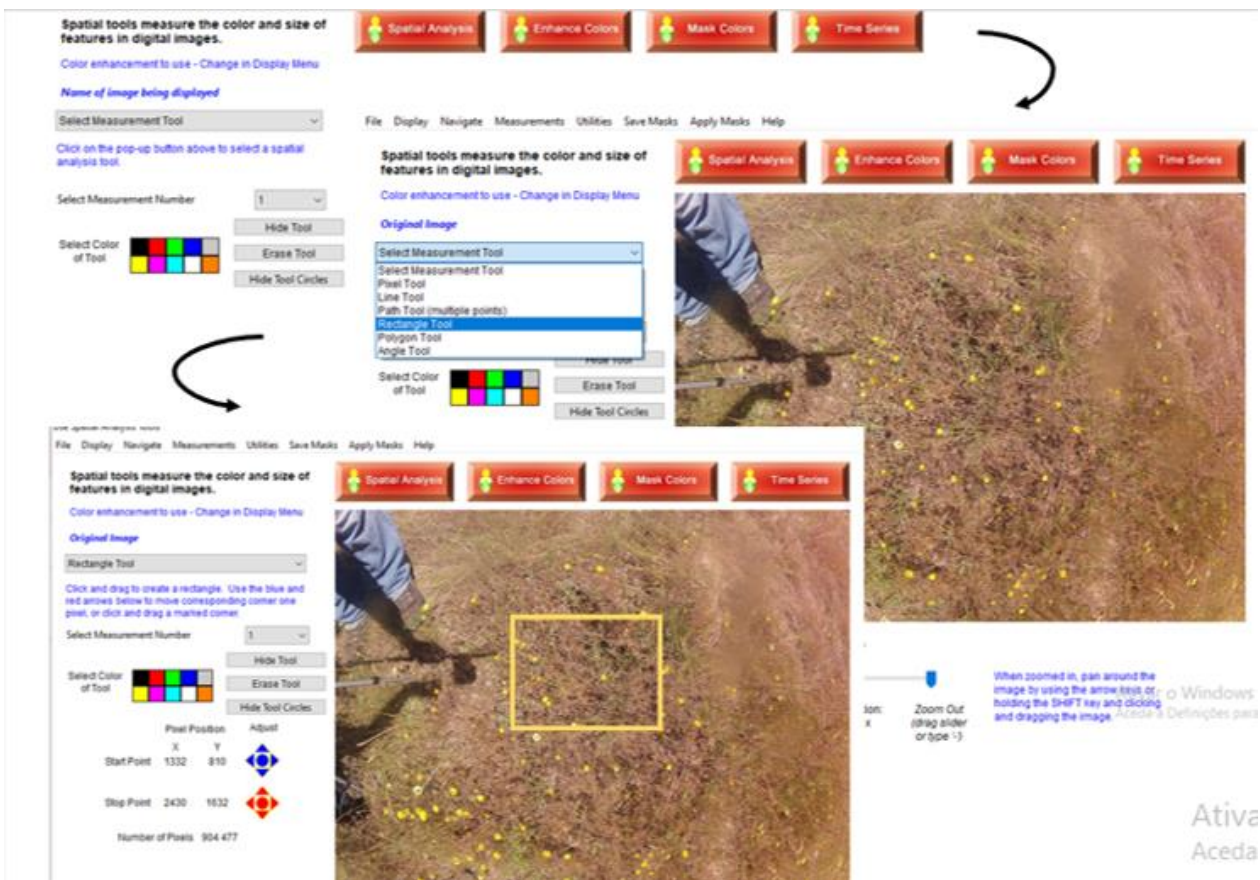 Spatial tools measure the color and size of
features in digital images.
Color enhancement to use - Change in Display Menu
Name of image being displayed
Select Measurement Tool
Click on the pop-up button above to select a spatial
analysis tool.
Select Measurement Number 1
Hide Tool
Select Color
of Tool
Erase Tool
Hide Tool Circles
Spatial Analysis Enhance Colors Mask Colors Time Series
File Display Navigate Measurements Utilities Save Masks Apply Masks Help
Spatial tools measure the color and size of
features in digital images.
Color enhancement to use - Change in Display Menu
Original Image
Select Measurement Tool
Select Measurement Tool
Pixel Tool
Line Tool
Path Tool (multiple points)
Rectangle Tool
Polygon Tool
Angle Tool
Hide Tool
Select Color
of Tool
Erase Tool
Hide Tool Circles
Spatial Analysis Enhance Colors Mask Colors Time Series
File Display Navigate Measurements Utilities Save Masks Apply Masks Help
Spatial tools measure the color and size of
features in digital images.
Color enhancement to use - Change in Display Menu
Original Image
Rectangle Tool
Click and drag to create a rectangle. Use the blue and
red arrows below to move corresponding corner one
pixel, or click and drag a marked corner.
Select Measurement Number 1
Hide Tool
Select Color
of Tool
Erase Tool
Hide Tool Circles
Pixel Position Adjust
X Y
Start Point 1332 810
Stop Point 2430 1632
Number of Pixels 904 477
Spatial Analysis Enhance Colors Mask Colors Time Series
Zoom Out
(drag slider
or type '-')
When zoomed in, pan around the
image by using the arrow keys or
holding the SHIFT key and clicking
and dragging the image.
o Windows
Aceda a Definições para
Ativa
Aceda